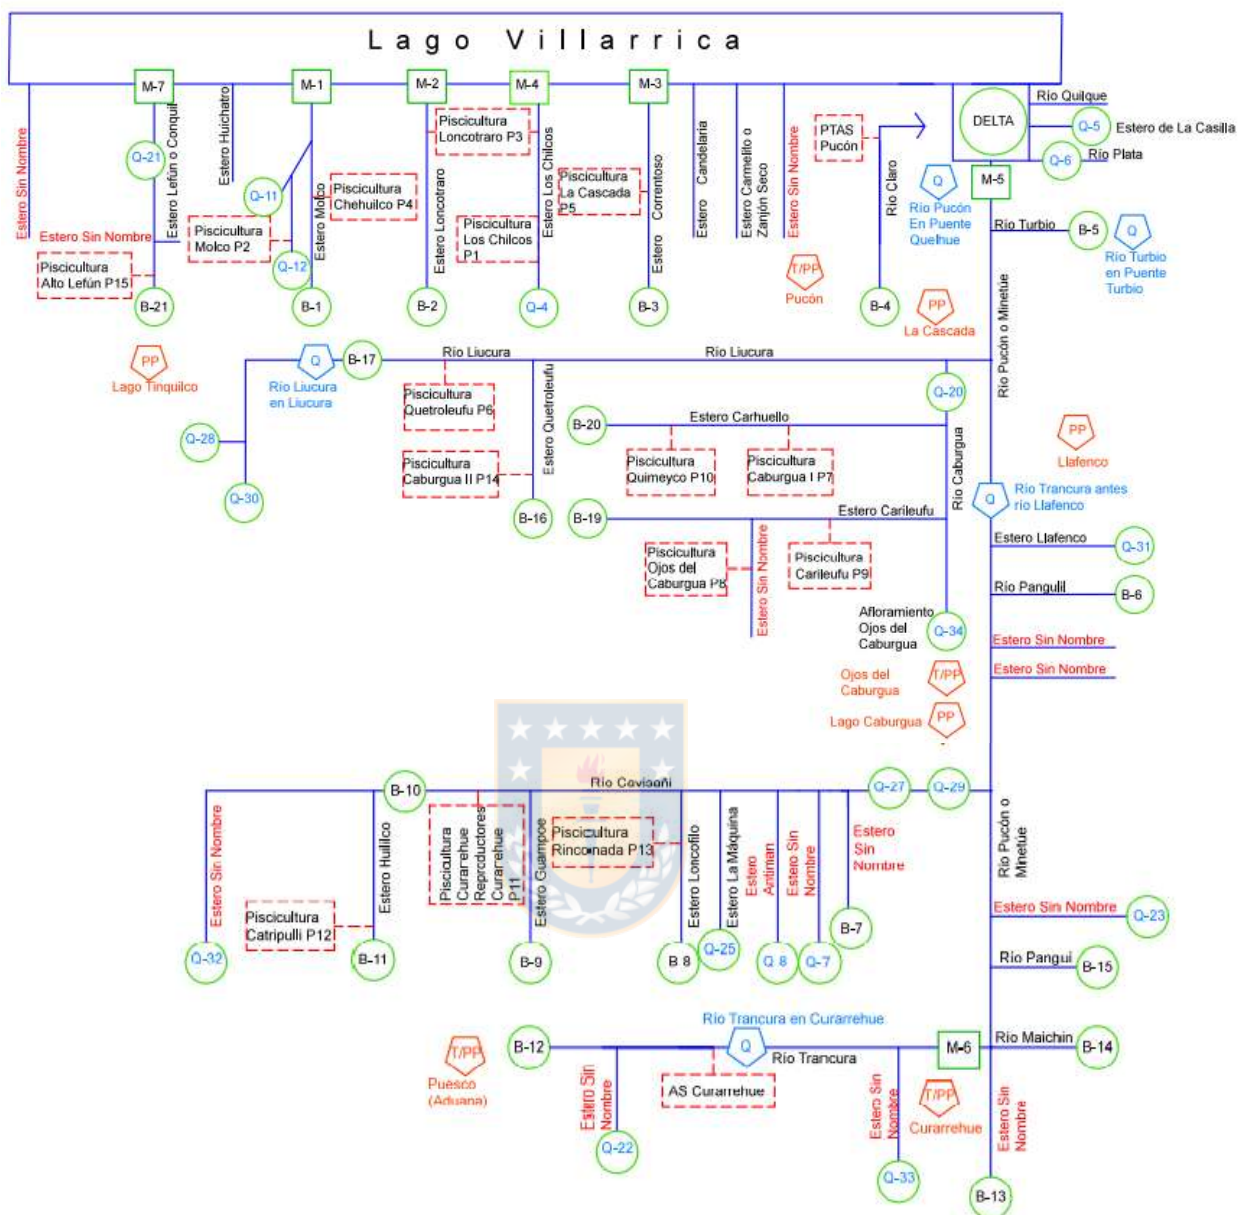 Lago Villarrica
M-7
M-1
M-2
M-4
M-3
DELTA
Río Quilque
Q-5
Estero de La Casilla
Q-6
Río Plata
M-5
Estero Sin Nombre
Q-21
Estero Lefún o Conquil
Estero Huichatro
Q-11
Estero Molco
Piscicultura
Loncotraro P3
Estero Loncotraro
Estero Los Chilcos
Piscicultura
La Cascada
P5
Estero Correntoso
Estero Candelaria
Estero Carmelito o
Zanjón Seco
Estero Sin Nombre
PTAS
Pucón
Río Claro
Q
Río Pucón
En Puente
Quelhue
Río Turbio
B-5
Q
Río Turbio
en Puente
Turbio
Piscicultura
Chehuilco P4
Piscicultura
Molco P2
Q-12
Piscicultura
Los Chilcos
P1
Estero Sin Nombre
Piscicultura
Alto Lefún P15
B-21
B-1
B-2
Q-4
B-3
T/PP
Pucón
B-4
PP
La Cascada
Río Pucón o Minetúe
PP
Lago Tinquilco
Q
Río Liucura
en Liucura
B-17
Río Liucura
Río Liucura
Piscicultura
Quetroleufu P6
Estero Quetroleufu
Q-20
Q-28
Q-30
Piscicultura
Caburgua II P14
B-16
B-20
Estero Carhuello
Piscicultura
Quimeyco P10
Piscicultura
Caburgua I P7
Río Caburgua
PP
Llafenco
Q
Río Trancura antes
río Llafenco
B-19
Estero Carileufu
Piscicultura
Ojos del
Caburgua P8
Estero Sin Nombre
Piscicultura
Carileufu P9
Estero Llafenco
Q-31
Río Pangulil
B-6
Afloramiento
Ojos del
Caburgua
Q-34
Estero Sin Nombre
Estero Sin Nombre
Ojos del
Caburgua
T/PP
Lago Caburgua
PP
B-10
Río Cavisañi
Q-27
Q-29
Estero Sin Nombre
Estero Huililco
Piscicultura
Curarrehue
Reproductores
Curarrehue
P11
Estero Guampoe
Piscicultura
Rinconada P13
Estero Loncofilo
Estero La Máquina
Estero
Antiman
Estero Sin
Nombre
Estero
Sin
Nombre
Río Pucón o
Minetúe
Piscicultura
Catripulli P12
Q-32
B-11
B-9
B 8
Q-25
Q 8
Q-7
B-7
Estero Sin Nombre
Q-23
Río Pangui
B-15
T/PP
Puesco
(Aduana)
B-12
Río Trancura en Curarrehue
Q
Río Trancura
M-6
Río Maichin
B-14
Estero Sin
Nombre
AS Curarrehue
Q-22
Estero Sin
Nombre
Q-33
T/PP
Curarrehue
Estero Sin
Nombre
B-13